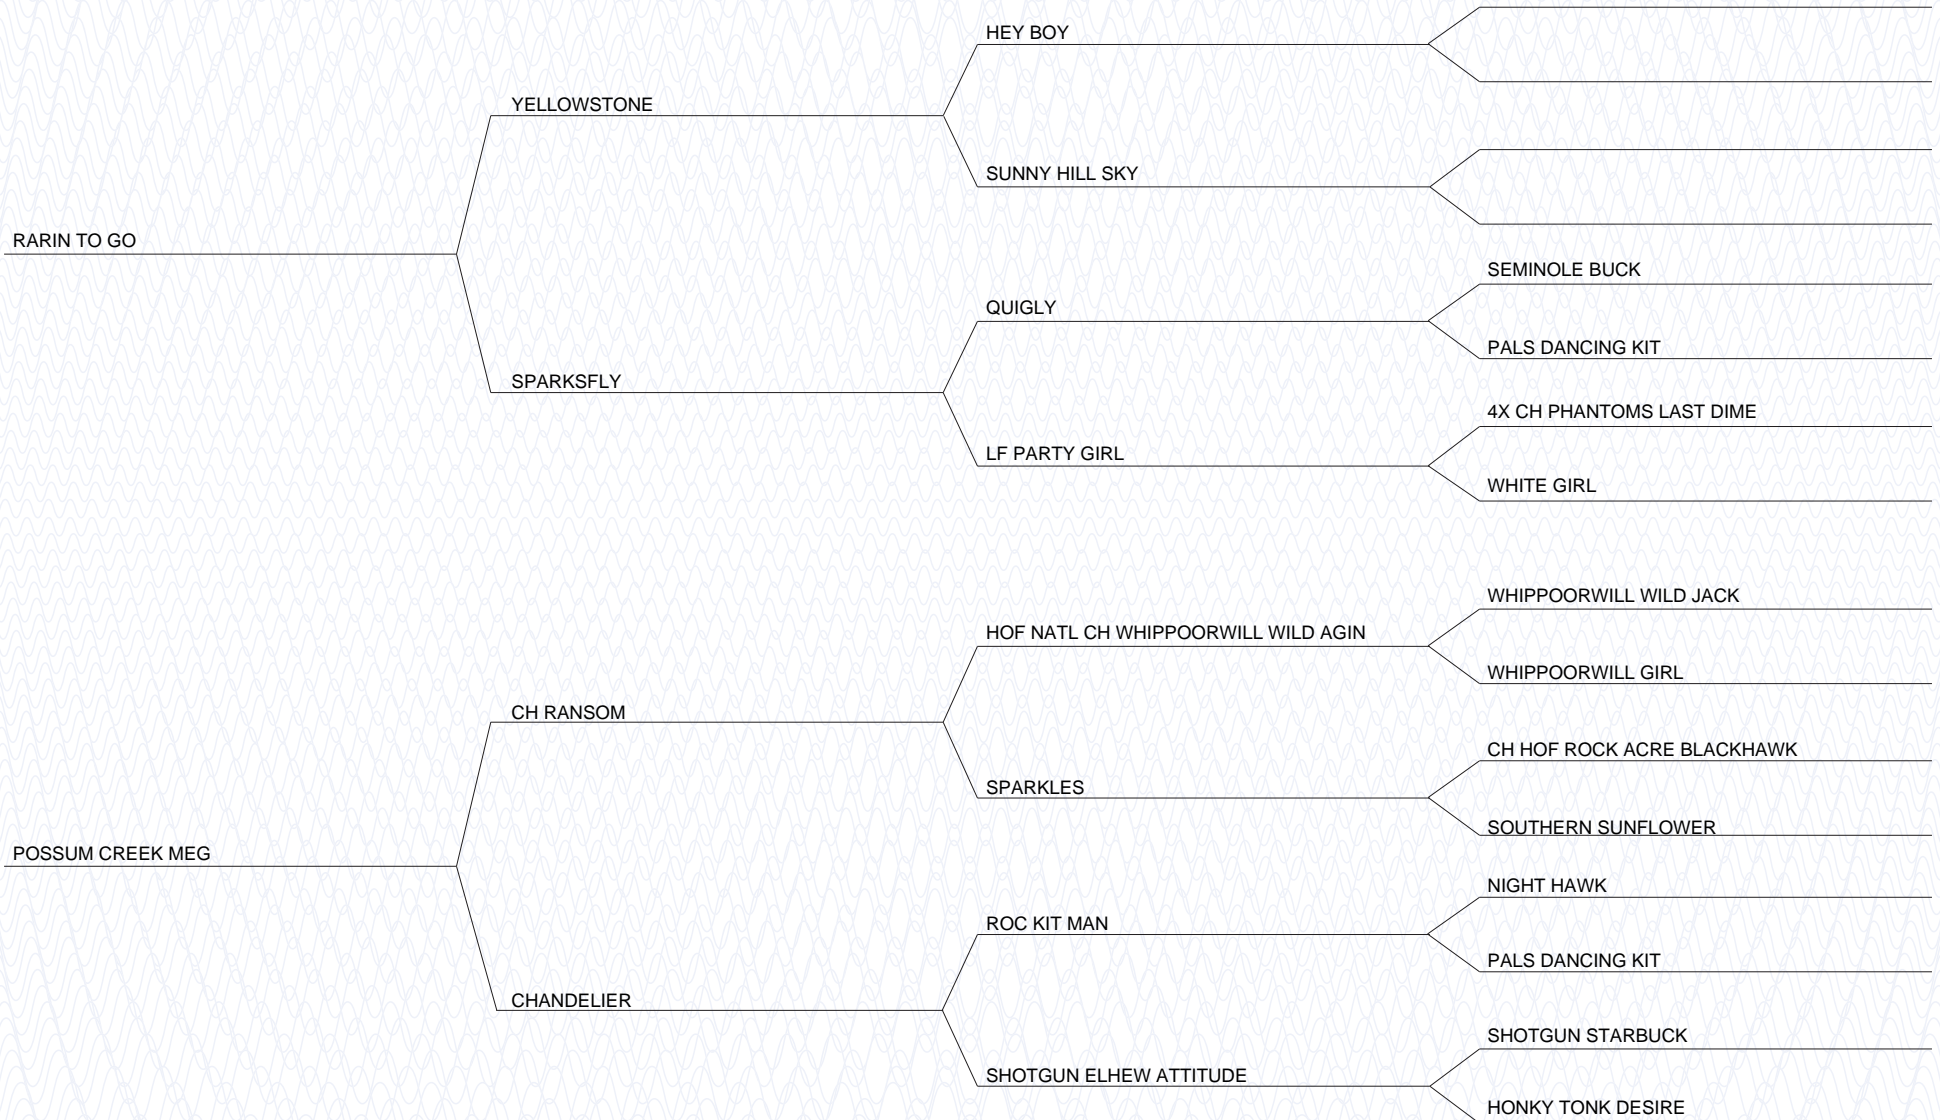 HEY BOY
YELLOWSTONE
SUNNY HILL SKY
RARIN TO GO
SEMINOLE BUCK
QUIGLY
PALS DANCING KIT
SPARKSFLY
4X CH PHANTOMS LAST DIME
LF PARTY GIRL
WHITE GIRL
WHIPPOORWILL WILD JACK
HOF NATL CH WHIPPOORWILL WILD AGIN
WHIPPOORWILL GIRL
CH RANSOM
CH HOF ROCK ACRE BLACKHAWK
SPARKLES
SOUTHERN SUNFLOWER
POSSUM CREEK MEG
NIGHT HAWK
ROC KIT MAN
PALS DANCING KIT
CHANDELIER
SHOTGUN STARBUCK
SHOTGUN ELHEW ATTITUDE
HONKY TONK DESIRE